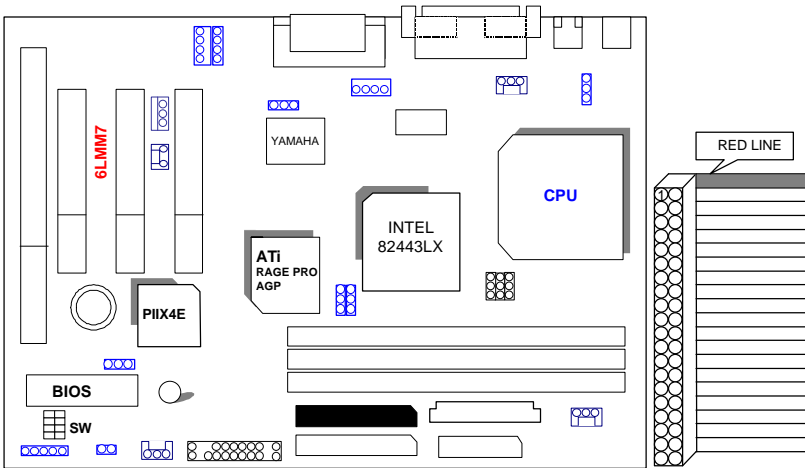 6LMM7
YAMAHA
RED LINE
1
CPU
INTEL
82443LX
ATi
RAGE PRO
AGP
PIIX4E
BIOS
SW